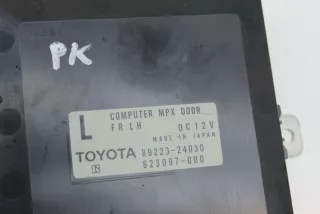 PK
COMPUTER MPX DOOR
L FR LH DC12V
MADE IN JAPAN
TOYOTA 89223-24030
623097-000